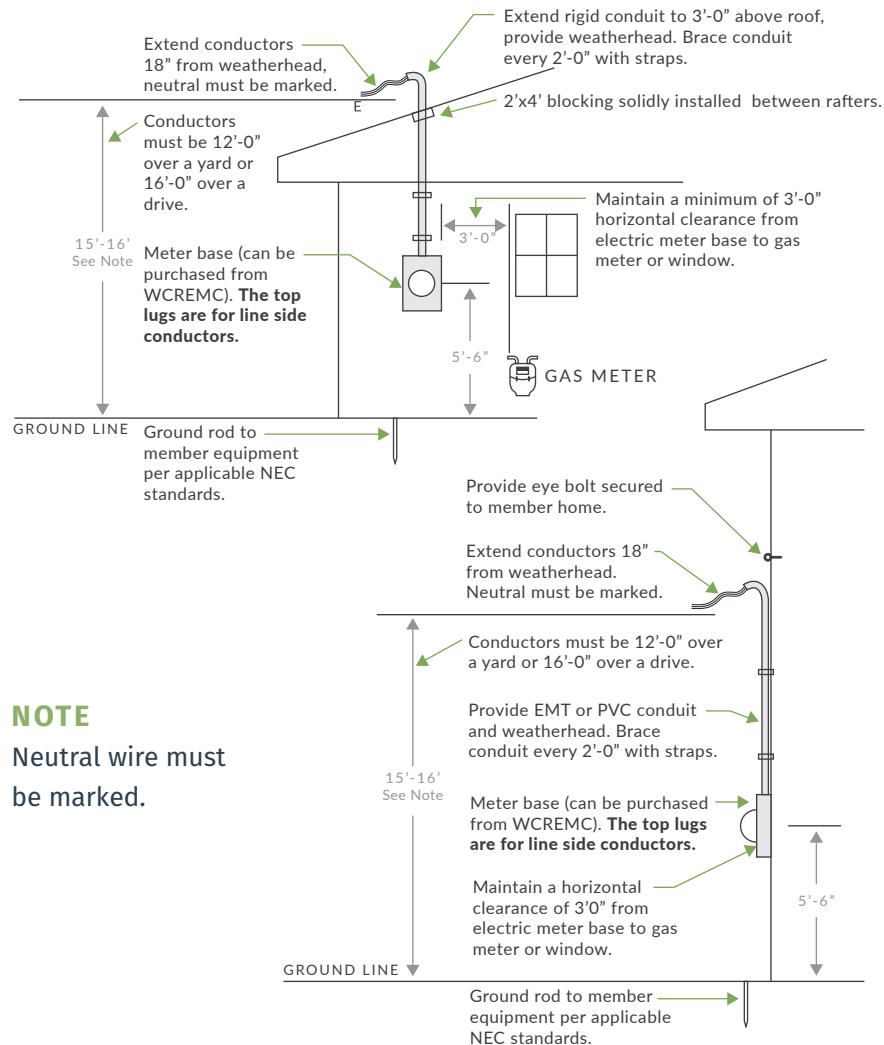 Extend rigid conduit to 3'-0” above roof,
provide weatherhead. Brace conduit
every 2'-0” with straps.
Extend conductors
18” from weatherhead,
neutral must be marked.
E
2'x4' blocking solidly installed between rafters.
Conductors
must be 12'-0”
over a yard or
16'-0” over a
drive.
Maintain a minimum of 3'-0”
horizontal clearance from
electric meter base to gas
meter or window.
3'-0”
15'-16'
See Note
Meter base (can be
purchased from
WCREMC). The top
lugs are for line side
conductors.
5'-6”
GAS METER
GROUND LINE
Ground rod to
member equipment
per applicable NEC
standards.
Provide eye bolt secured
to member home.
Extend conductors 18”
from weatherhead.
Neutral must be marked.
Conductors must be 12'-0” over
a yard or 16'-0” over a drive.
NOTE
Neutral wire must
be marked.
Provide EMT or PVC conduit
and weatherhead. Brace
conduit every 2'-0” with straps.
15'-16'
See Note
Meter base (can be purchased
from WCREMC). The top lugs
are for line side conductors.
Maintain a horizontal
clearance of 3'0” from
electric meter base to gas
meter or window.
5'-6”
GROUND LINE
Ground rod to member
equipment per applicable
NEC standards.